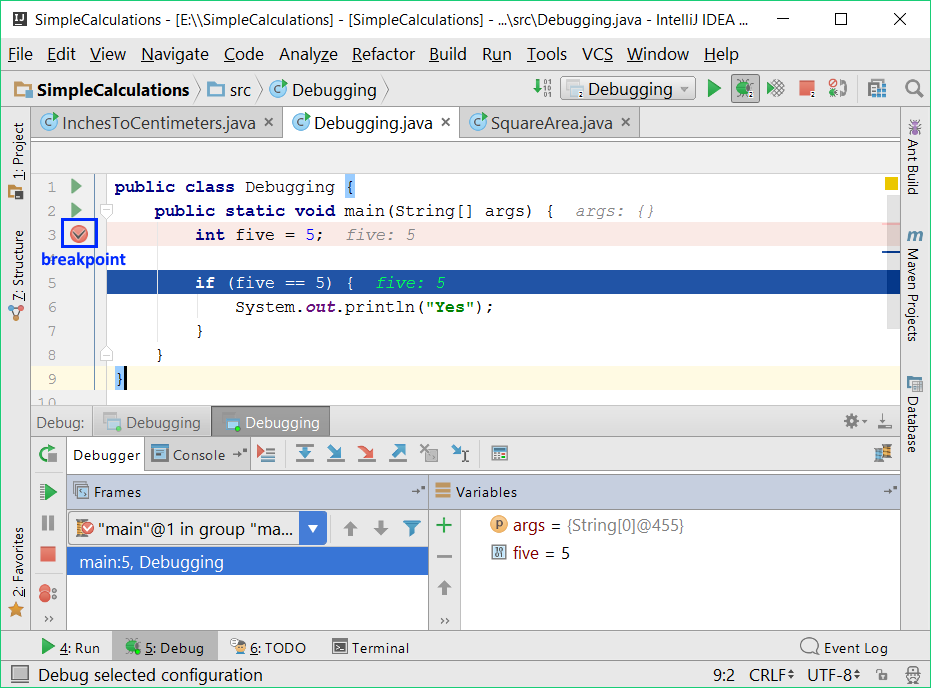 SimpleCalculations - [E:\\SimpleCalculations] - [SimpleCalculations] - ...\src\Debugging.java - IntelliJ IDEA ...
File Edit View Navigate Code Analyze Refactor Build Run Tools VCS Window Help
SimpleCalculations src Debugging Debugging
InchesToCentimeters.java Debugging.java SquareArea.java
1: Project
7: Structure
2: Favorites
Ant Build
Maven Projects
Database
1 public class Debugging {
2 public static void main(String[] args) { args: {}
3 int five = 5; five: 5
breakpoint
5 if (five == 5) { five: 5
6 System.out.println("Yes");
7 }
8 }
9 }
10
Debug: Debugging Debugging
Debugger Console
Frames Variables
"main"@1 in group "ma...
main:5, Debugging
args = {String[0]@455}
five = 5
4: Run 5: Debug 6: TODO Terminal Event Log
Debug selected configuration 9:2 CRLF UTF-8